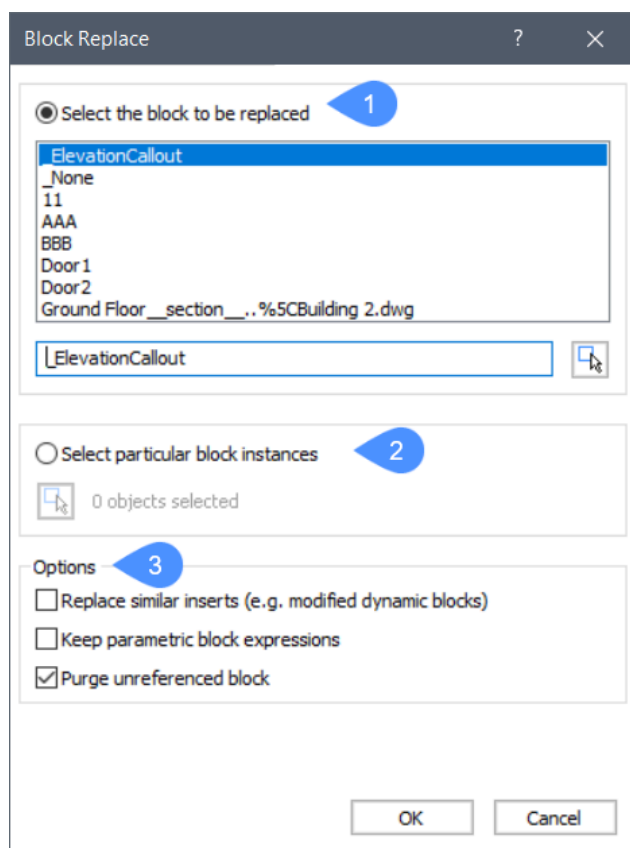 Block Replace ?
Select the block to be replaced 1
_ElevationCallout
_None
11
AAA
BBB
Door1
Door2
Ground Floor__section__..%5CBuilding 2.dwg
_ElevationCallout
Select particular block instances 2
0 objects selected
Options 3
Replace similar inserts (e.g. modified dynamic blocks)
Keep parametric block expressions
Purge unreferenced block
OK Cancel